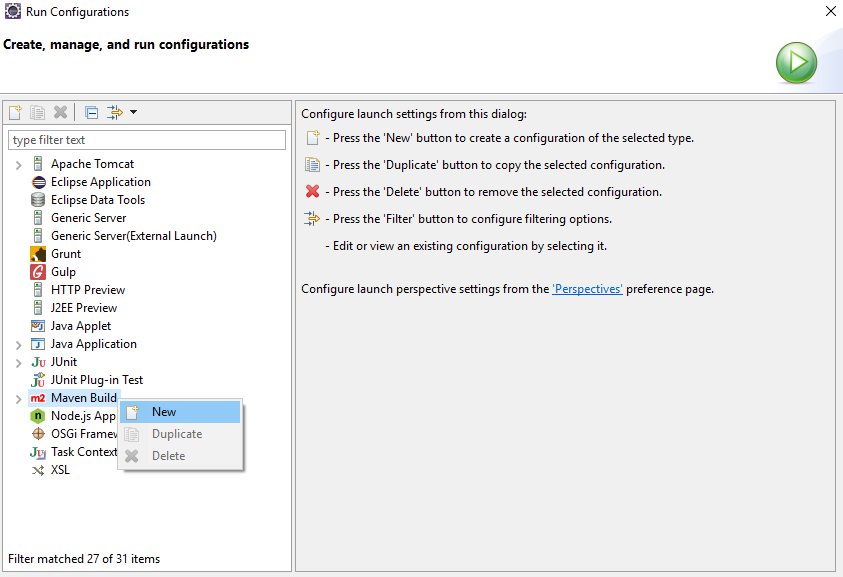 Run Configurations
Create, manage, and run configurations
type filter text
Apache Tomcat
Eclipse Application
Eclipse Data Tools
Generic Server
Generic Server(External Launch)
Grunt
Gulp
HTTP Preview
J2EE Preview
Java Applet
Java Application
JUnit
JUnit Plug-in Test
m2 Maven Build
Node.js App
OSGi Framew
Task Context
XSL
New
Duplicate
Delete
Filter matched 27 of 31 items
Configure launch settings from this dialog:
- Press the 'New' button to create a configuration of the selected type.
- Press the 'Duplicate' button to copy the selected configuration.
- Press the 'Delete' button to remove the selected configuration.
- Press the 'Filter' button to configure filtering options.
- Edit or view an existing configuration by selecting it.
Configure launch perspective settings from the 'Perspectives' preference page.